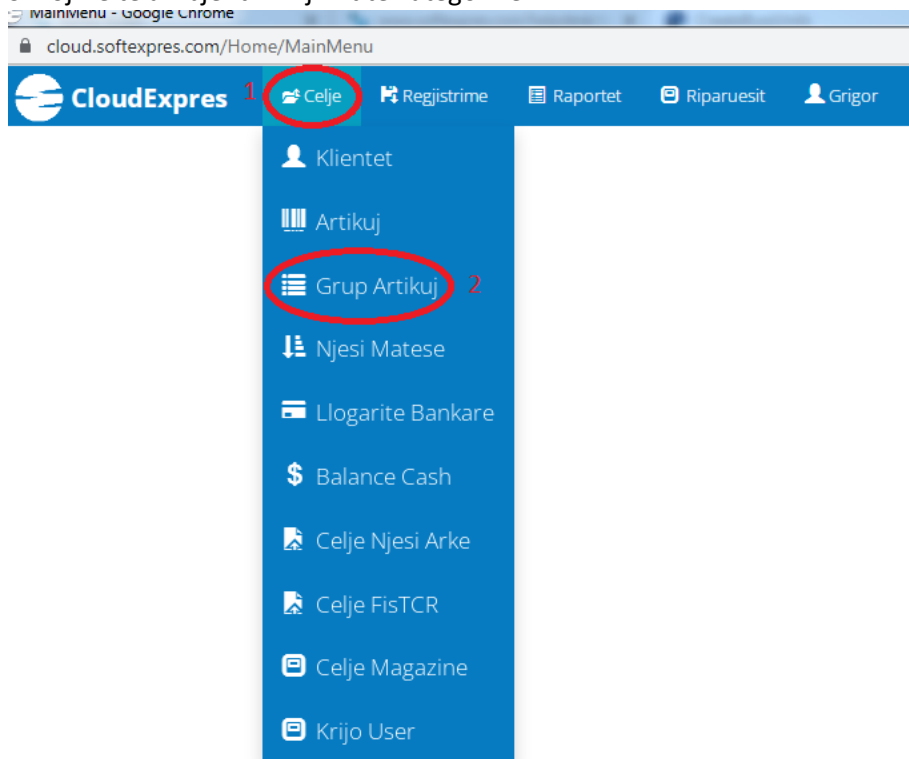 MainMenu - Google Chrome
cloud.softexpres.com/Home/MainMenu
CloudExpres 1 Celje Regjistrime Raportet Riparuesit Grigor
Klientet
Artikuj
Grup Artikuj 2
Njesi Matese
Llogarite Bankare
Balance Cash
Celje Njesi Arke
Celje FisTCR
Celje Magazine
Krijo User